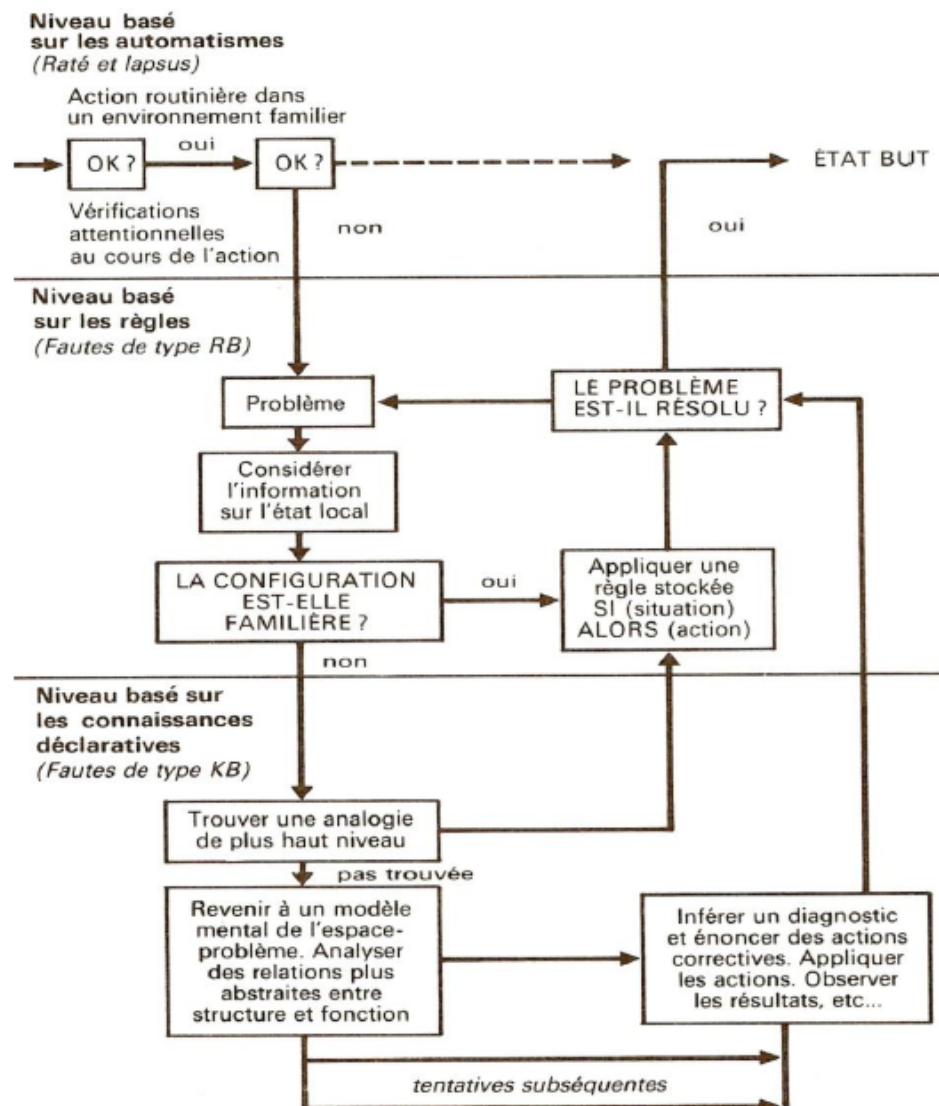 Niveau basé
sur les automatismes
(Raté et lapsus)
Action routinière dans
un environnement familier
OK ?
oui
OK ?
ÉTAT BUT
Vérifications
attentionnelles
au cours de l'action
non
oui
Niveau basé
sur les règles
(Fautes de type RB)
Problème
LE PROBLÈME
EST-IL RÉSOLU ?
Considérer
l'information
sur l'état local
LA CONFIGURATION
EST-ELLE
FAMILIÈRE ?
oui
Appliquer une
règle stockée
SI (situation)
ALORS (action)
non
Niveau basé sur
les connaissances
déclaratives
(Fautes de type KB)
Trouver une analogie
de plus haut niveau
pas trouvée
Revenir à un modèle
mental de l'espace-
problème. Analyser
des relations plus
abstraites entre
structure et fonction
Inférer un diagnostic
et énoncer des actions
correctives. Appliquer
les actions. Observer
les résultats, etc...
tentatives subséquentes